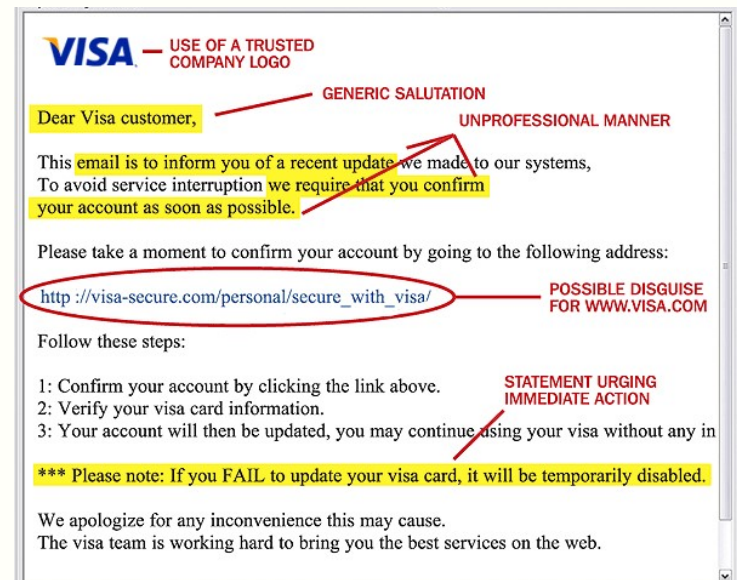 VISA USE OF A TRUSTED
COMPANY LOGO
GENERIC SALUTATION
Dear Visa customer,
UNPROFESSIONAL MANNER
This email is to inform you of a recent update we made to our systems,
To avoid service interruption we require that you confirm
your account as soon as possible.
Please take a moment to confirm your account by going to the following address:
http ://visa-secure.com/personal/secure_with_visa/
POSSIBLE DISGUISE
FOR WWW.VISA.COM
Follow these steps:
1: Confirm your account by clicking the link above.
STATEMENT URGING
IMMEDIATE ACTION
2: Verify your visa card information.
3: Your account will then be updated, you may continue using your visa without any in
*** Please note: If you FAIL to update your visa card, it will be temporarily disabled.
We apologize for any inconvenience this may cause.
The visa team is working hard to bring you the best services on the web.